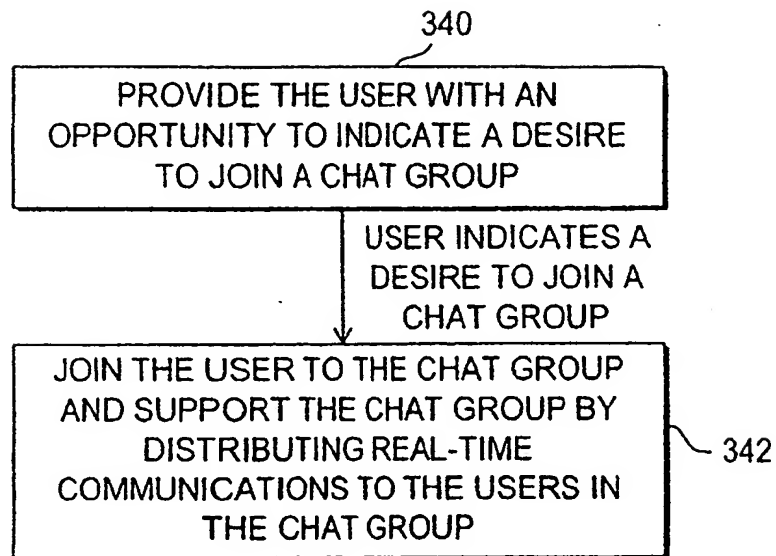 340
PROVIDE THE USER WITH AN
OPPORTUNITY TO INDICATE A DESIRE
TO JOIN A CHAT GROUP
USER INDICATES A
DESIRE TO JOIN A
CHAT GROUP
JOIN THE USER TO THE CHAT GROUP
AND SUPPORT THE CHAT GROUP BY
DISTRIBUTING REAL-TIME
COMMUNICATIONS TO THE USERS IN
THE CHAT GROUP
342